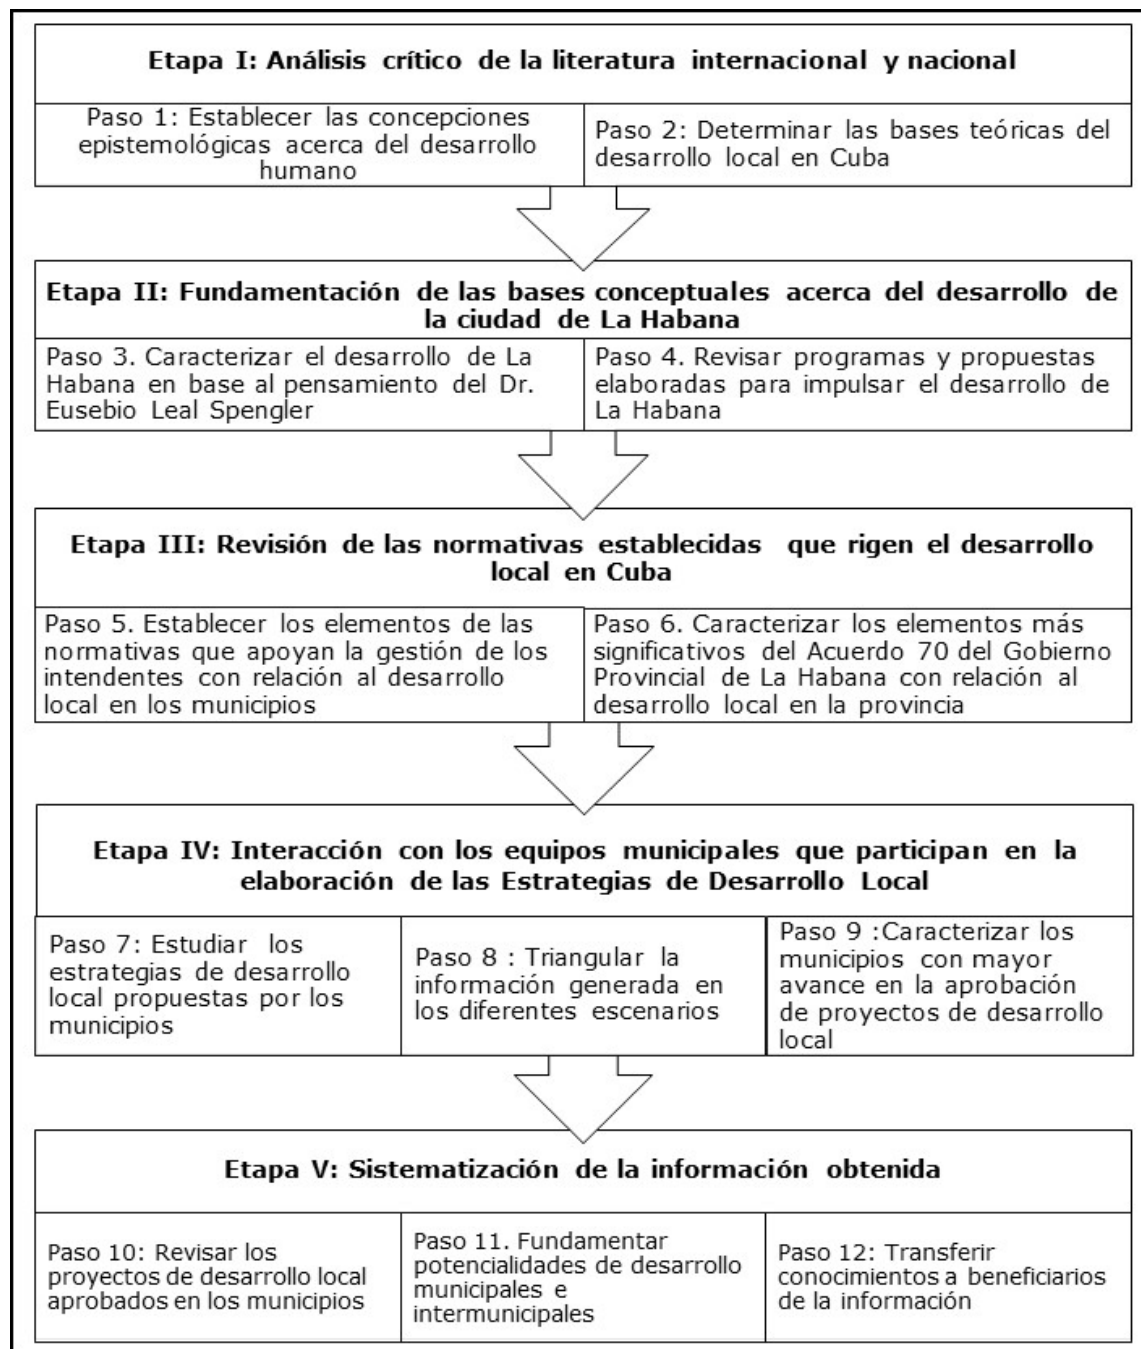 Etapa I: Análisis crítico de la literatura internacional y nacional
Paso 1: Establecer las concepciones
epistemológicas acerca del desarrollo
humano
Paso 2: Determinar las bases teóricas del
desarrollo local en Cuba
Etapa II: Fundamentación de las bases conceptuales acerca del desarrollo de
la ciudad de La Habana
Paso 3. Caracterizar el desarrollo de La
Habana en base al pensamiento del Dr.
Eusebio Leal Spengler
Paso 4. Revisar programas y propuestas
elaboradas para impulsar el desarrollo de
La Habana
Etapa III: Revisión de las normativas establecidas que rigen el desarrollo
local en Cuba
Paso 5. Establecer los elementos de las
normativas que apoyan la gestión de los
intendentes con relación al desarrollo
local en los municipios
Paso 6. Caracterizar los elementos más
significativos del Acuerdo 70 del Gobierno
Provincial de La Habana con relación al
desarrollo local en la provincia
Etapa IV: Interacción con los equipos municipales que participan en la
elaboración de las Estrategias de Desarrollo Local
Paso 7: Estudiar los
estrategias de desarrollo
local propuestas por los
municipios
Paso 8 : Triangular la
información generada en
los diferentes escenarios
Paso 9 :Caracterizar los
municipios con mayor
avance en la aprobación
de proyectos de desarrollo
local
Etapa V: Sistematización de la información obtenida
Paso 10: Revisar los
proyectos de desarrollo local
aprobados en los municipios
Paso 11. Fundamentar
potencialidades de desarrollo
municipales e
intermunicipales
Paso 12: Transferir
conocimientos a beneficiarios
de la información